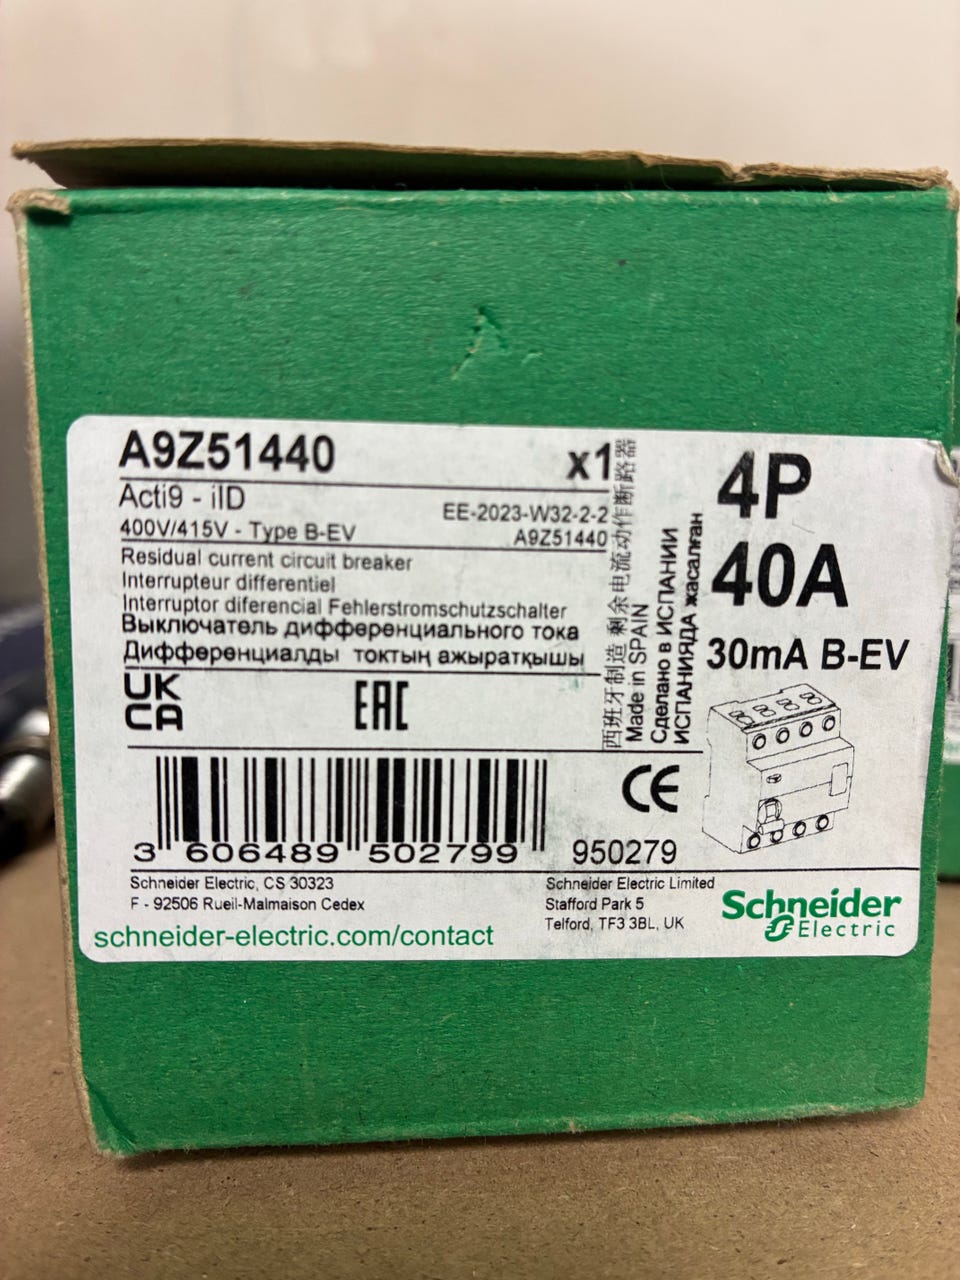 A9Z51440
x1
Acti9 - iID
EE-2023-W32-2-2
400V/415V - Type B-EV
A9Z51440
Residual current circuit breaker
Interrupteur differentiel
Interruptor diferencial Fehlerstromschutzschalter
Выключатель дифференциального тока
Дифференциалды токтың ажыратқышы
UK
CA
EAC
西班牙制造 剩余电流动作断路器
Made in SPAIN
Сделано в ИСПАНИИ
ИСПАНИЯДА жасалған
4P
40A
30mA B-EV
CE
3 606489 502799
950279
Schneider Electric, CS 30323
F - 92506 Rueil-Malmaison Cedex
schneider-electric.com/contact
Schneider Electric Limited
Stafford Park 5
Telford, TF3 3BL, UK
Schneider
Electric